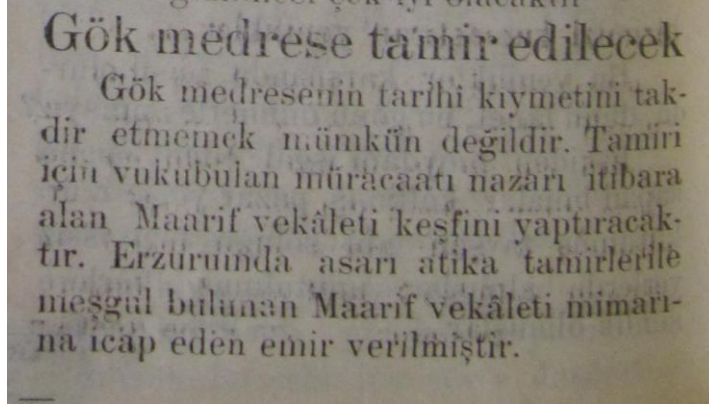 Gök medrese tamir edilecek
Gök medresenin tarihi kıymetini tak-
dir etmemek mümkün değildir. Tamiri
için vukubulan müracaatı nazarı itibara
alan Maarif vekâleti keşfini yaptıracak-
tır. Erzurumda asarı atika tamirlerile
meşgul bulunan Maarif vekâleti mimarı-
na icap eden emir verilmiştir.